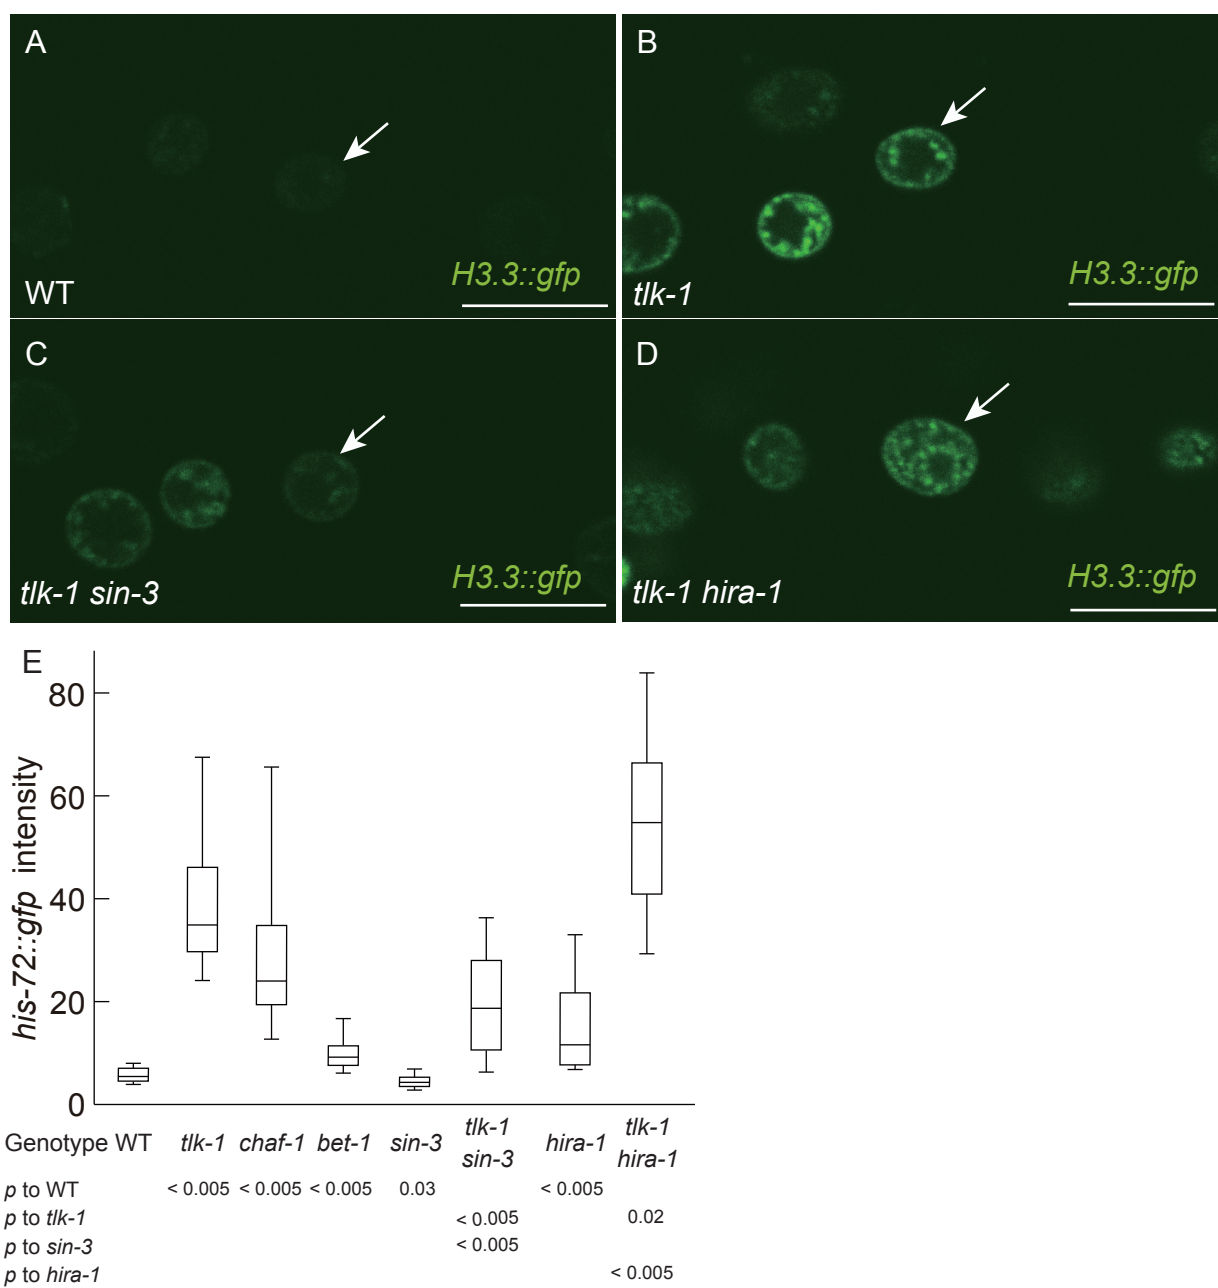 A
H3.3::gfp
WT
B
H3.3::gfp
tlk-1
C
H3.3::gfp
tlk-1 sin-3
D
H3.3::gfp
tlk-1 hira-1
E
his-72::gfp intensity
80
60
40
20
0
Genotype WT tlk-1 chaf-1 bet-1 sin-3 tlk-1 sin-3 hira-1 tlk-1 hira-1
p to WT < 0.005 < 0.005 < 0.005 0.03 < 0.005
p to tlk-1 < 0.005 0.02
p to sin-3 < 0.005
p to hira-1 < 0.005